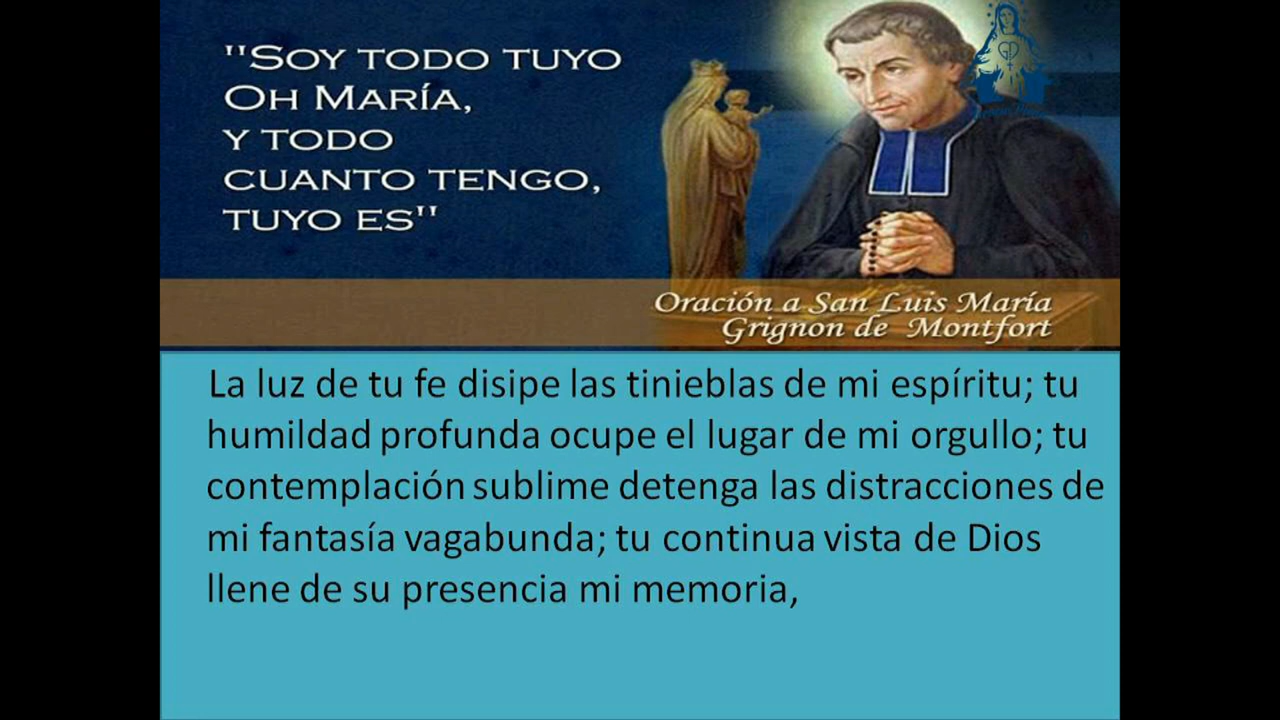 "Soy todo tuyo
Oh María,
y todo
cuanto tengo,
tuyo es"
Oración a San Luis María
Grignon de Montfort
La luz de tu fe disipe las tinieblas de mi espíritu; tu
humildad profunda ocupe el lugar de mi orgullo; tu
contemplación sublime detenga las distracciones de
mi fantasía vagabunda; tu continua vista de Dios
llene de su presencia mi memoria,